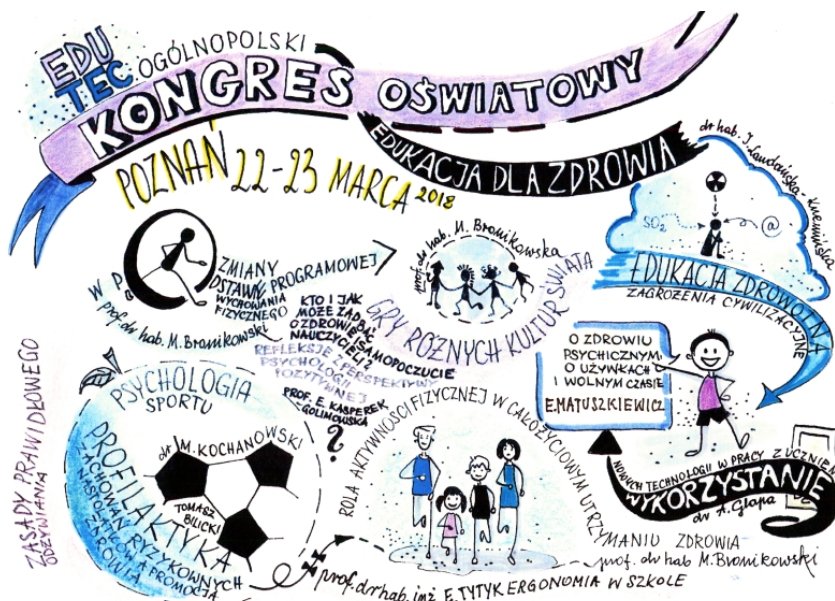 EDU
TEC
OGÓLNOPOLSKI
KONGRES OŚWIATOWY
EDUKACJA DLA ZDROWIA
POZNAŃ 22-23 MARCA 2018
dr hab. J. Laudańska-Krzemińska
SO₂
@
EDUKACJA ZDROWOTNA
ZAGROŻENIA CYWILIZACYJNE
ZMIANY
W PODSTAWIE PROGRAMOWEJ
WYCHOWANIA
FIZYCZNEGO
prof. dr hab. M. Bronikowski
prof. dr hab. M. Bronikowska
GRY RÓŻNYCH KULTUR ŚWIATA
KTO I JAK
MOŻE ZADBAĆ
O ZDROWIE I SAMOPOCZUCIE
NAUCZYCIELI?
REFLEKSJE Z PERSPEKTYWY
PSYCHOLOGII
POZYTYWNEJ
PROF. E. KASPEREK
-GOLIMOWSKA
?
O ZDROWIU
PSYCHICZNYM,
O UŻYWKACH
I WOLNYM CZASIE
E. MATUSZKIEWICZ
ZASADY PRAWIDŁOWEGO
ODŻYWIANIA
PSYCHOLOGIA
SPORTU
dr M. KOCHANOWSKI
PROFILAKTYKA
ZACHOWAŃ RYZYKOWNYCH
NASTOLATKÓW A PROMOCJA
ZDROWIA
TOMASZ
BILICKI
ROLA AKTYWNOŚCI FIZYCZNEJ W CAŁOŻYCIOWYM UTRZYMANIU ZDROWIA
prof. dr hab M. Bronikowski
NOWYCH TECHNOLOGII W PRACY Z UCZNIEM
WYKORZYSTANIE
dr A. Głapa
prof. dr hab. inż E. TYTYK ERGONOMIA W SZKOLE